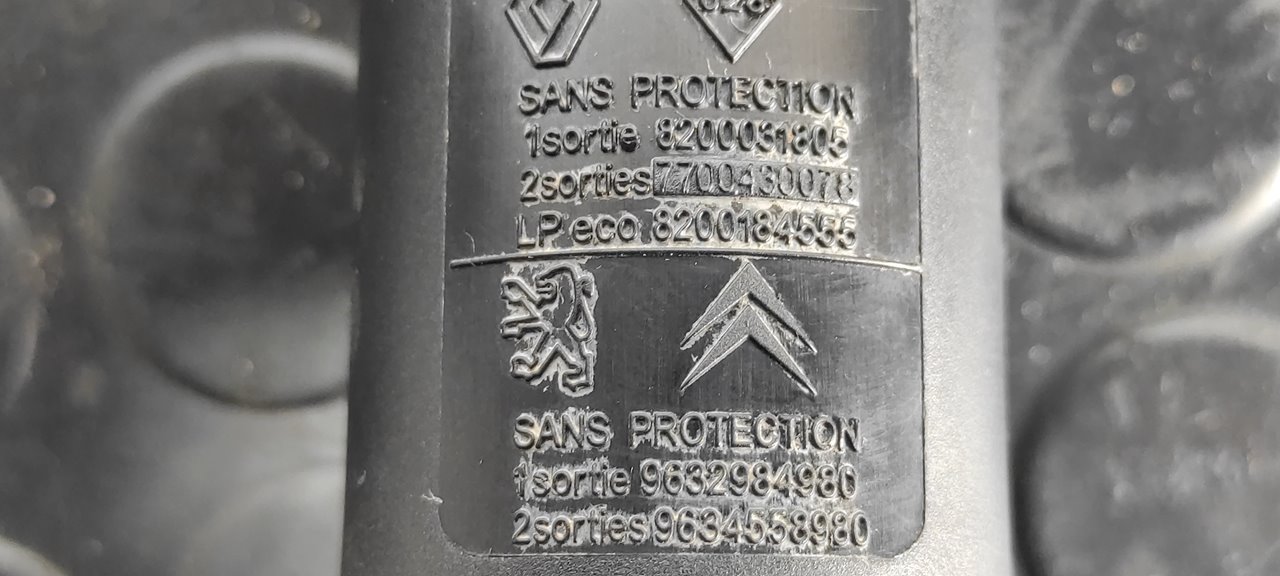 SANS PROTECTION
1sortie 8200031805
2sorties 7700430078
LP eco 8200184555
SANS PROTECTION
1sortie 9632984980
2sorties 9634558980